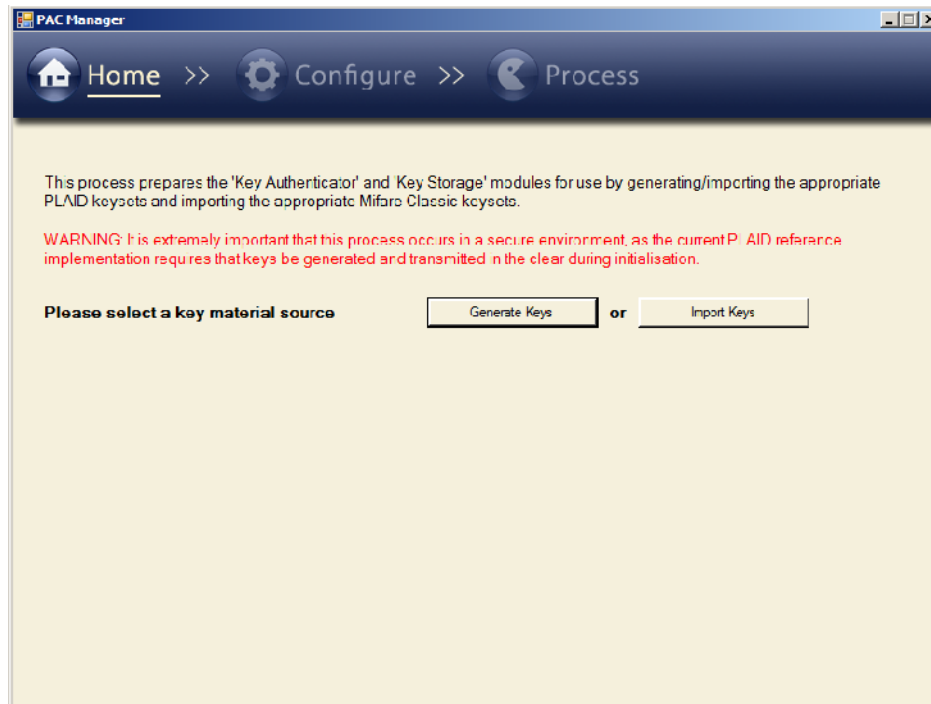 PAC Manager
Home >> Configure >> Process
This process prepares the 'Key Authenticator' and 'Key Storage' modules for use by generating/importing the appropriate
PLAID keysets and importing the appropriate Mifare Classic keysets.
WARNING: It is extremely important that this process occurs in a secure environment, as the current PLAID reference
implementation requires that keys be generated and transmitted in the clear during initialisation.
Please select a key material source Generate Keys or Import Keys